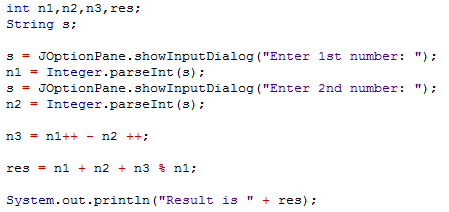 int n1,n2,n3,res;
String s;
s = JOptionPane.showInputDialog("Enter 1st number: ");
n1 = Integer.parseInt(s);
s = JOptionPane.showInputDialog("Enter 2nd number: ");
n2 = Integer.parseInt(s);
n3 = n1++ - n2 ++;
res = n1 + n2 + n3 % n1;
System.out.println("Result is " + res);